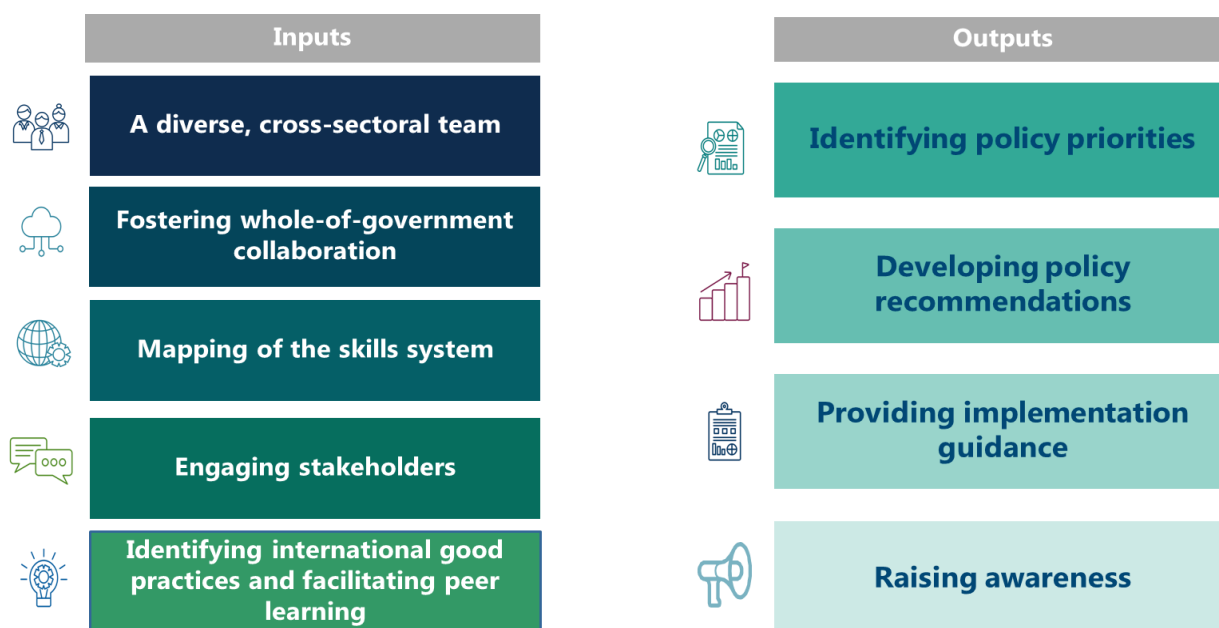 Inputs
A diverse, cross-sectoral team
Fostering whole-of-government
collaboration
Mapping of the skills system
Engaging stakeholders
Identifying international good
practices and facilitating peer
learning
Outputs
Identifying policy priorities
Developing policy
recommendations
Providing implementation
guidance
Raising awareness